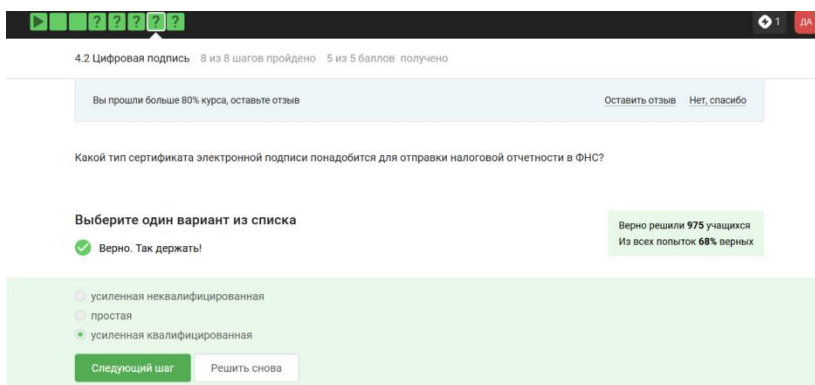 ? ? ? ? ? 1 ДА
4.2 Цифровая подпись 8 из 8 шагов пройдено 5 из 5 баллов получено
Вы прошли больше 80% курса, оставьте отзыв Оставить отзыв Нет, спасибо
Какой тип сертификата электронной подписи понадобится для отправки налоговой отчетности в ФНС?
Выберите один вариант из списка
Верно решили 975 учащихся
Верно. Так держать!
Из всех попыток 68% верных
усиленная неквалифицированная
простая
усиленная квалифицированная
Следующий шаг Решить снова